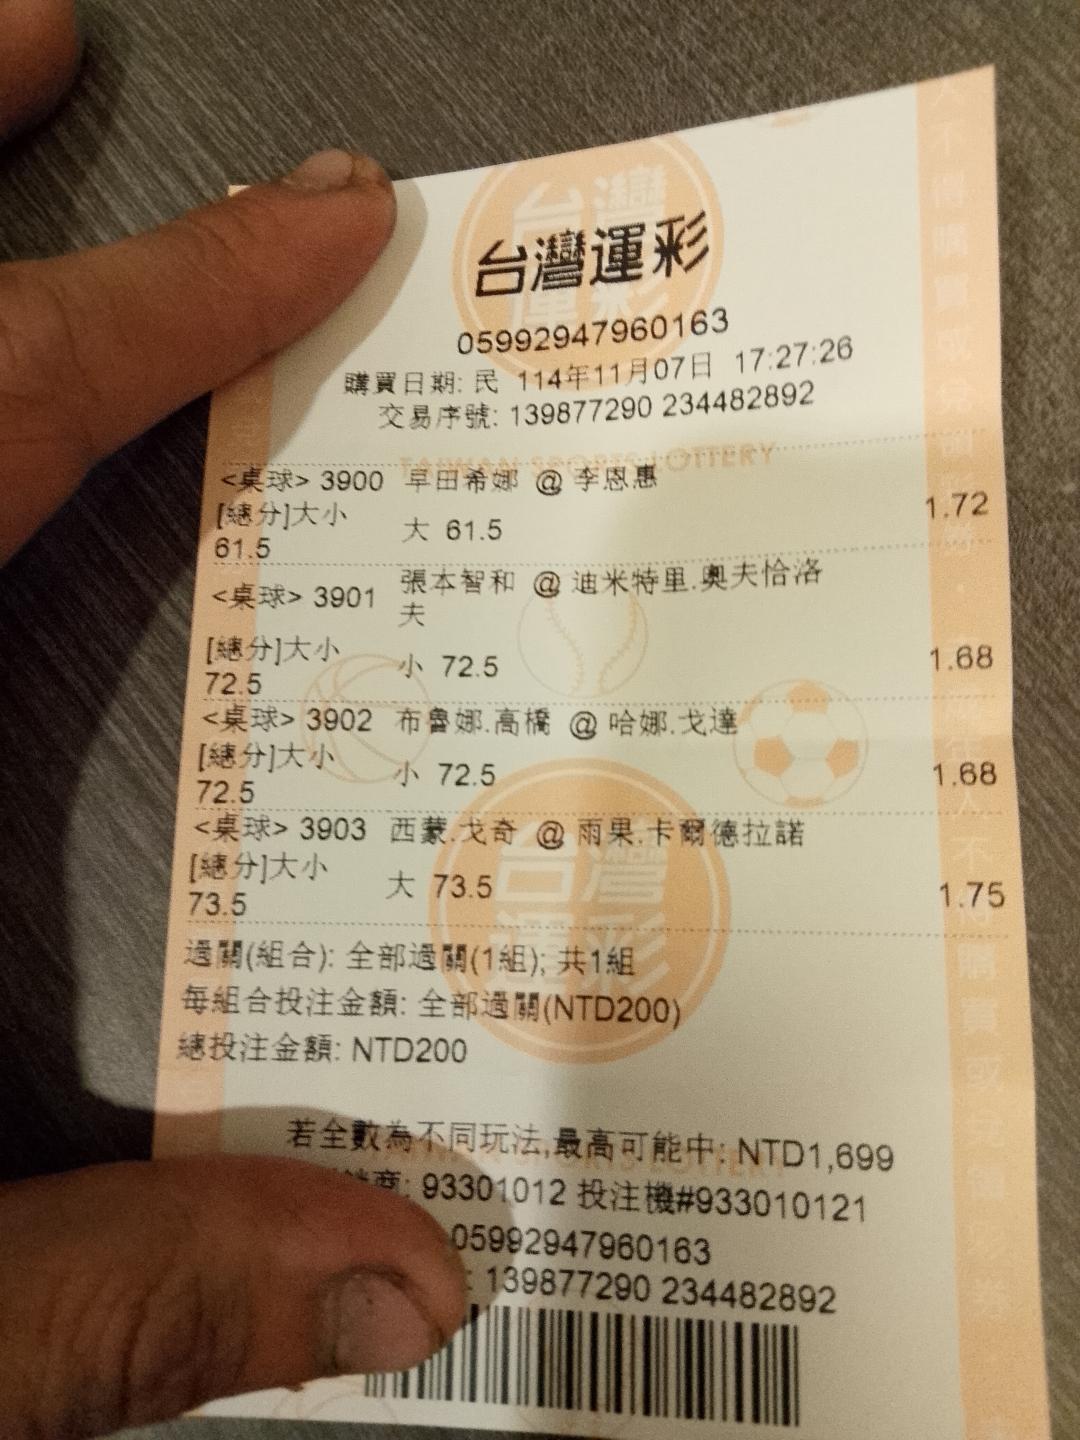 台灣運彩
05992947960163
購買日期: 民 114年11月07日 17:27:26
交易序號: 139877290 234482892
TAIWAN SPORTS LOTTERY
<桌球> 3900 早田希娜 @ 李恩惠
[總分]大小 大 61.5 1.72
61.5
<桌球> 3901 張本智和 @ 迪米特里.奧夫恰洛
夫
[總分]大小 小 72.5 1.68
72.5
<桌球> 3902 布魯娜.高橋 @ 哈娜.戈達
[總分]大小 小 72.5 1.68
72.5
<桌球> 3903 西蒙.戈奇 @ 雨果.卡爾德拉諾
[總分]大小 大 73.5 1.75
73.5
台灣
運彩
過關(組合): 全部過關(1組); 共1組
每組合投注金額: 全部過關(NTD200)
總投注金額: NTD200
若全數為不同玩法,最高可能中: NTD1,699
商: 93301012 投注機#933010121
05992947960163
: 139877290 234482892